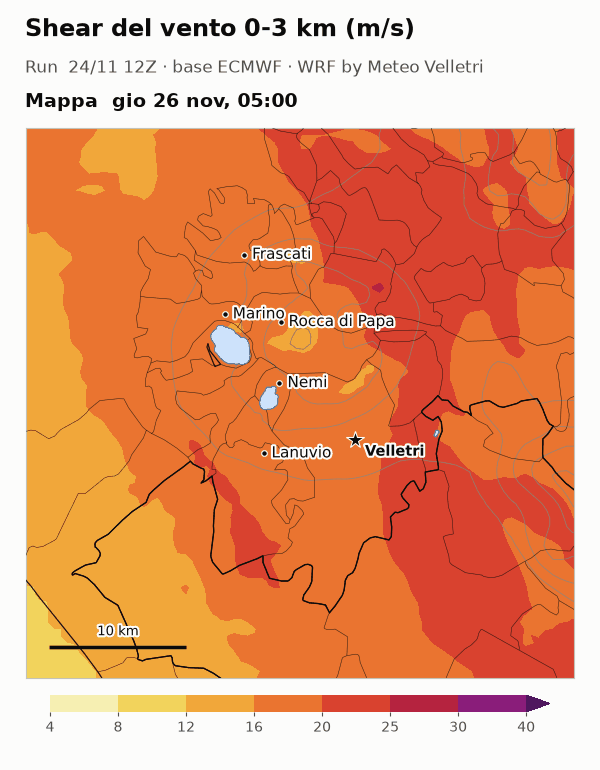 Shear del vento 0-3 km (m/s)
Run  24/11 12Z · base ECMWF · WRF by Meteo Velletri
Mappa  gio 26 nov, 05:00
Frascati
Marino
Rocca di Papa
Nemi
Velletri
Lanuvio
10 km
4 8 12 16 20 25 30 40